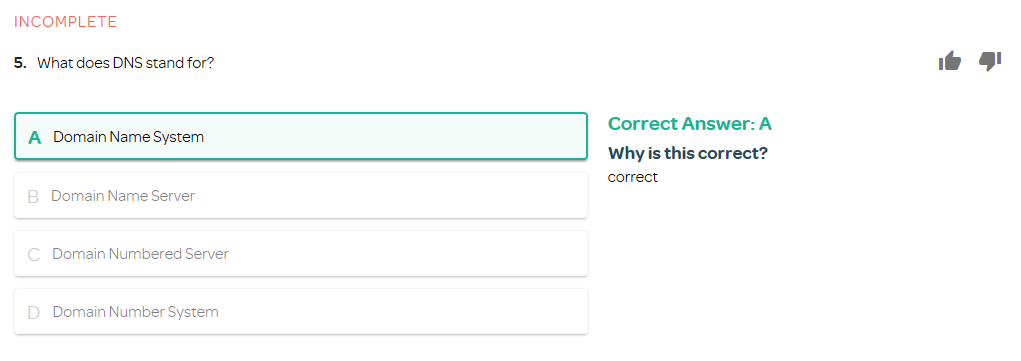 INCOMPLETE
5. What does DNS stand for?
A Domain Name System
B Domain Name Server
C Domain Numbered Server
D Domain Number System
Correct Answer: A
Why is this correct?
correct